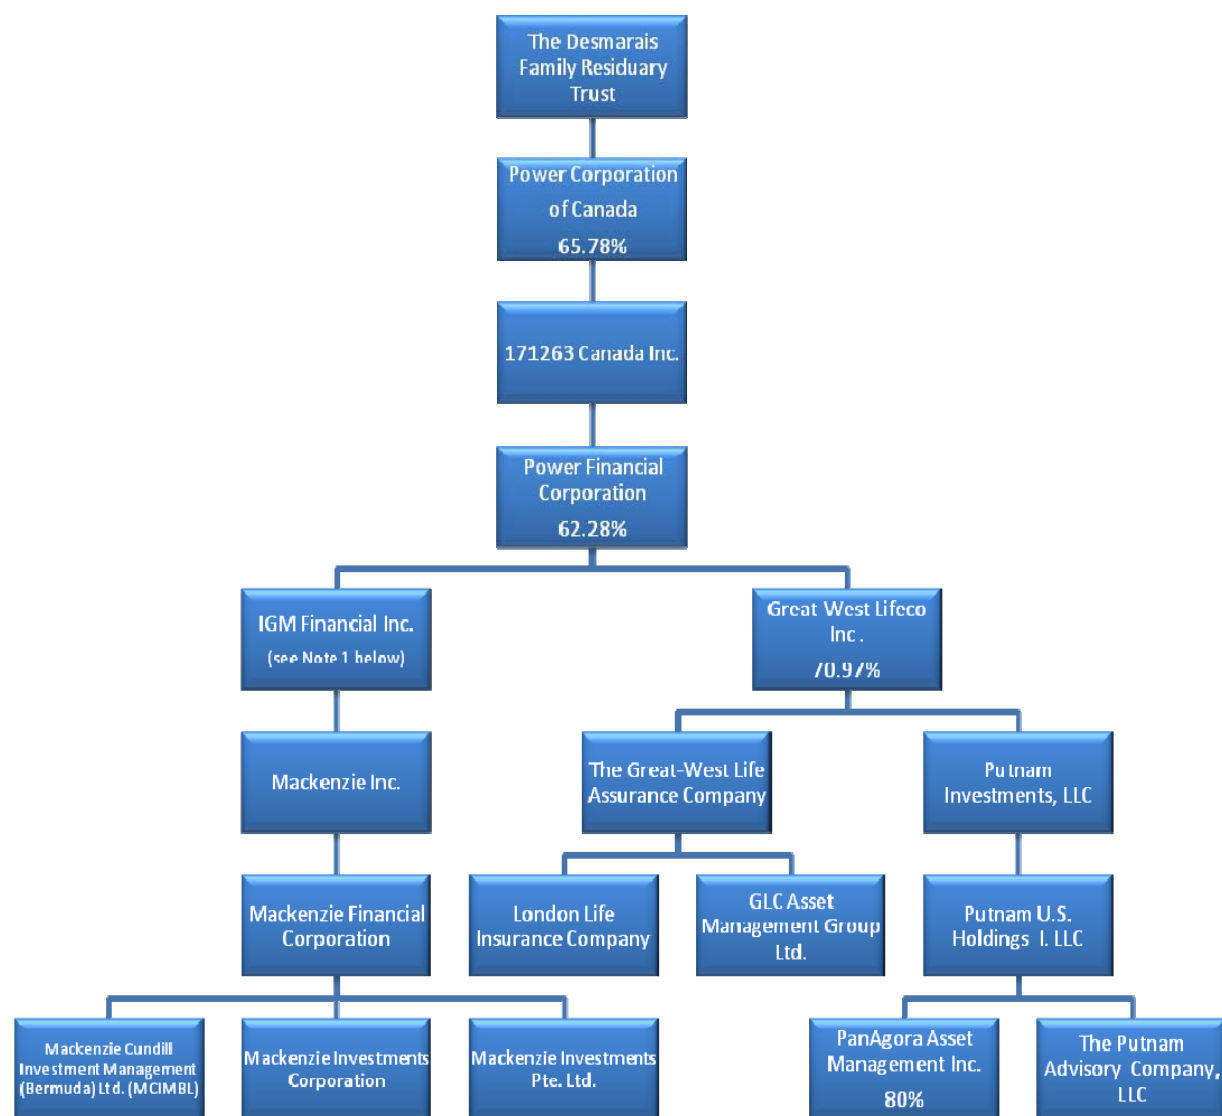 The Desmarais
Family Residuary
Trust
Power Corporation
of Canada
65.78%
171263 Canada Inc.
Power Financial
Corporation
62.28%
IGM Financial Inc.
(see Note 1 below)
Great West Lifeco
Inc .
70.97%
Mackenzie Inc.
The Great-West Life
Assurance Company
Putnam
Investments, LLC
Mackenzie Financial
Corporation
London Life
Insurance Company
GLC Asset
Management Group
Ltd.
Putnam U.S.
Holdings I. LLC
Mackenzie Cundill
Investment Management
(Bermuda) Ltd. (MCIMBL)
Mackenzie Investments
Corporation
Mackenzie Investments
Pte. Ltd.
PanAgora Asset
Management Inc.
80%
The Putnam
Advisory Company,
LLC